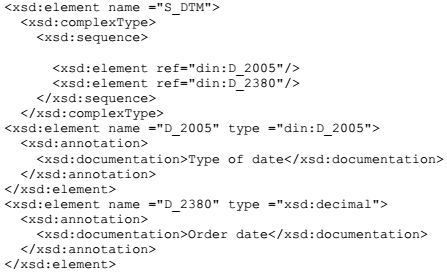 <xsd:element name ="S_DTM">
<xsd:complexType>
<xsd:sequence>
<xsd:element ref="din:D_2005"/>
<xsd:element ref="din:D_2380"/>
</xsd:sequence>
</xsd:complexType>
<xsd:element name ="D_2005" type ="din:D_2005">
<xsd:annotation>
<xsd:documentation>Type of date</xsd:documentation>
</xsd:annotation>
</xsd:element>
<xsd:element name ="D_2380" type ="xsd:decimal">
<xsd:annotation>
<xsd:documentation>Order date</xsd:documentation>
</xsd:annotation>
</xsd:element>